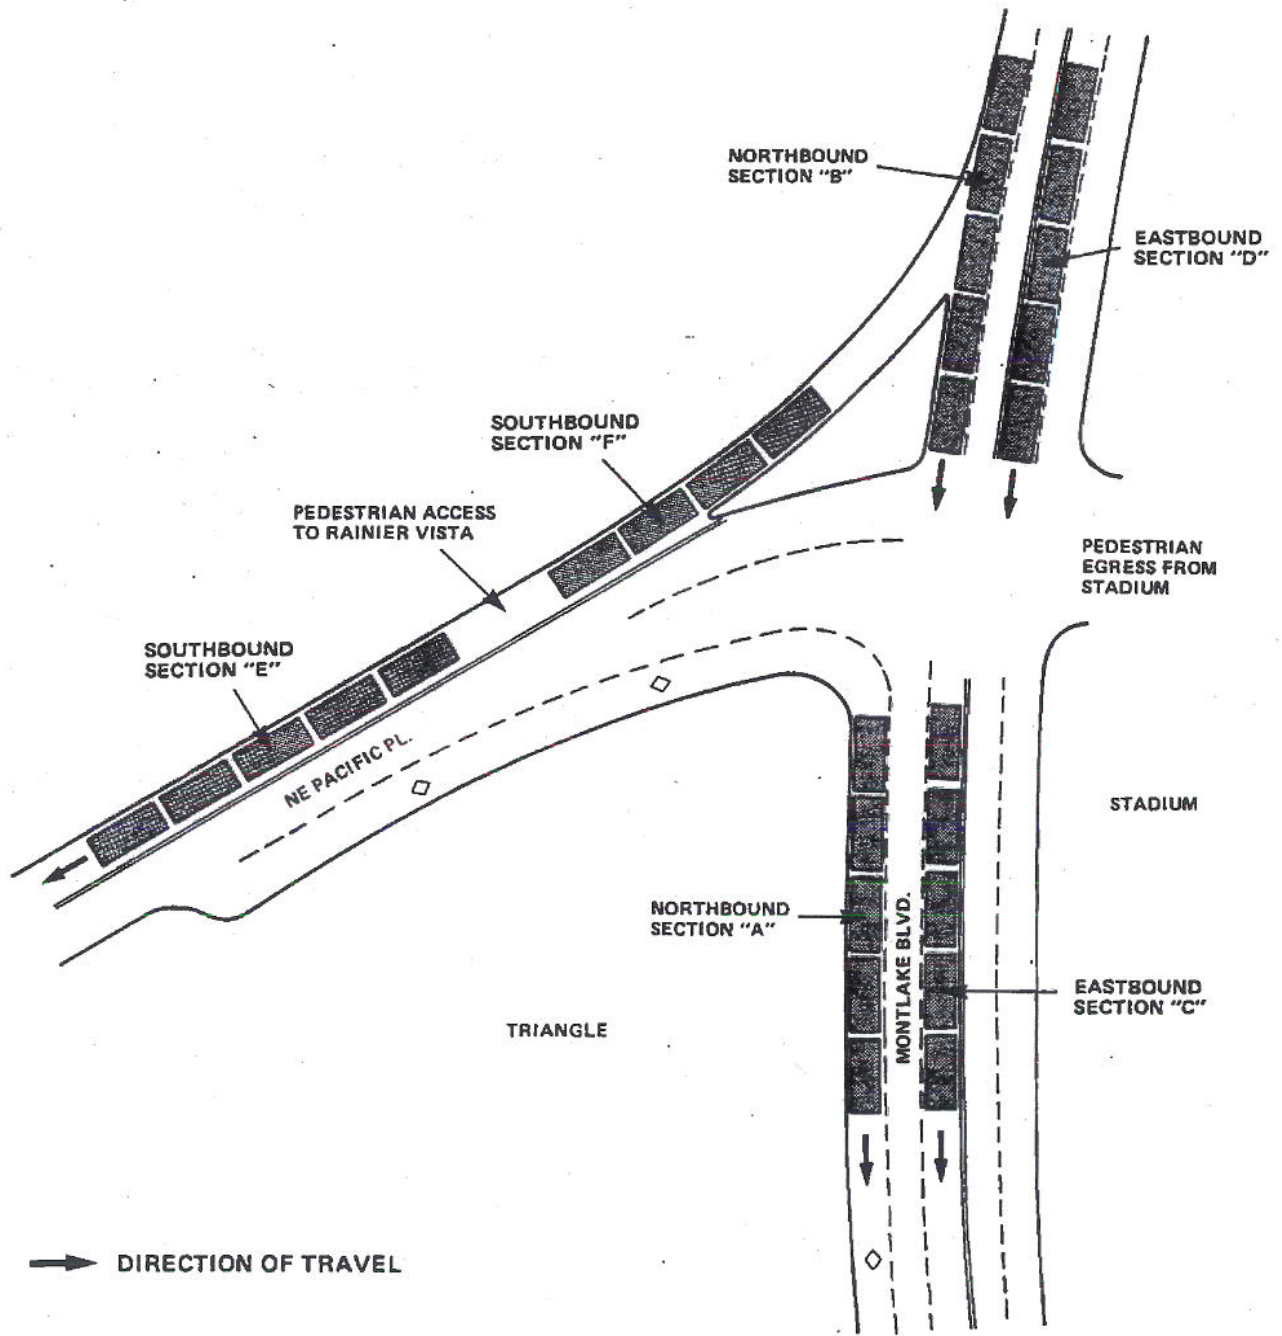 NORTHBOUND
SECTION "B"
EASTBOUND
SECTION "D"
SOUTHBOUND
SECTION "F"
PEDESTRIAN ACCESS
TO RAINIER VISTA
PEDESTRIAN
EGRESS FROM
STADIUM
SOUTHBOUND
SECTION "E"
NE PACIFIC PL.
STADIUM
NORTHBOUND
SECTION "A"
MONTLAKE BLVD.
EASTBOUND
SECTION "C"
TRIANGLE
DIRECTION OF TRAVEL